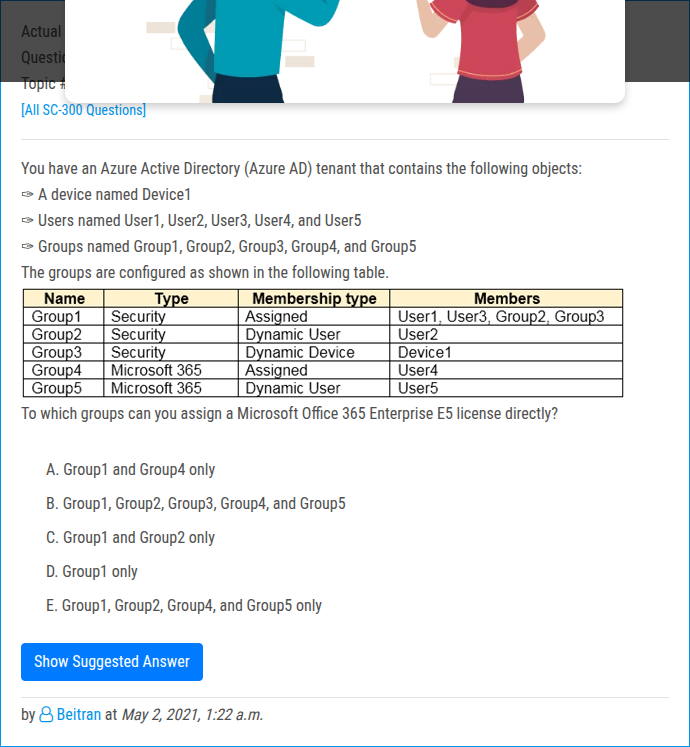 Actual
Topic #
[All SC-300 Questions]
You have an Azure Active Directory (Azure AD) tenant that contains the following objects:
✑ A device named Device1
✑ Users named User1, User2, User3, User4, and User5
✑ Groups named Group1, Group2, Group3, Group4, and Group5
The groups are configured as shown in the following table.
Name Type Membership type Members
Group1 Security Assigned User1, User3, Group2, Group3
Group2 Security Dynamic User User2
Group3 Security Dynamic Device Device1
Group4 Microsoft 365 Assigned User4
Group5 Microsoft 365 Dynamic User User5
To which groups can you assign a Microsoft Office 365 Enterprise E5 license directly?
A. Group1 and Group4 only
B. Group1, Group2, Group3, Group4, and Group5
C. Group1 and Group2 only
D. Group1 only
E. Group1, Group2, Group4, and Group5 only
Show Suggested Answer
by Beitran at May 2, 2021, 1:22 a.m.